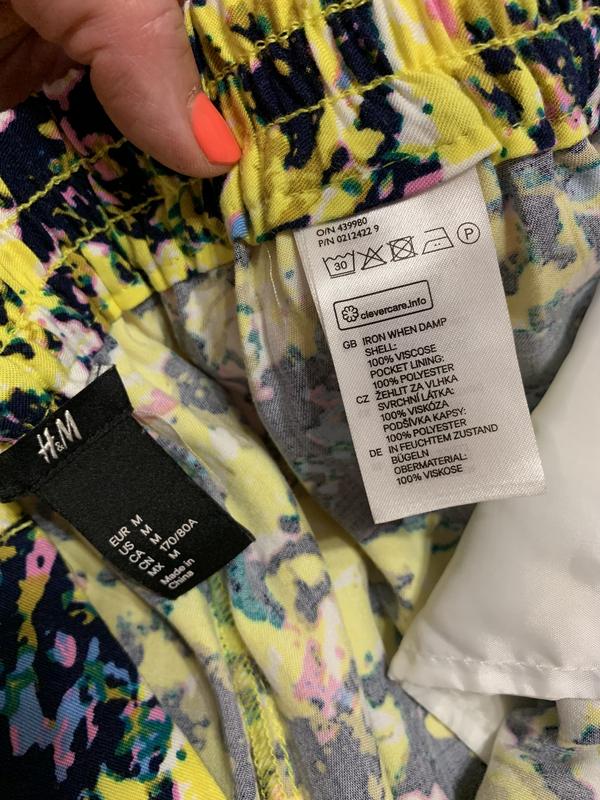 O/N 439980
P/N 0212422 9
30
P
clevercare.info
GB IRON WHEN DAMP
SHELL:
100% VISCOSE
POCKET LINING:
100% POLYESTER
CZ ŽEHLIT ZA VLHKA
SVRCHNÍ LÁTKA:
100% VISKÓZA
PODŠÍVKA KAPSY:
100% POLYESTER
DE IN FEUCHTEM ZUSTAND
BÜGELN
OBERMATERIAL:
100% VISKOSE
H&M
EUR M
US M
CA M
CN 170/80A
MX M
Made in
China